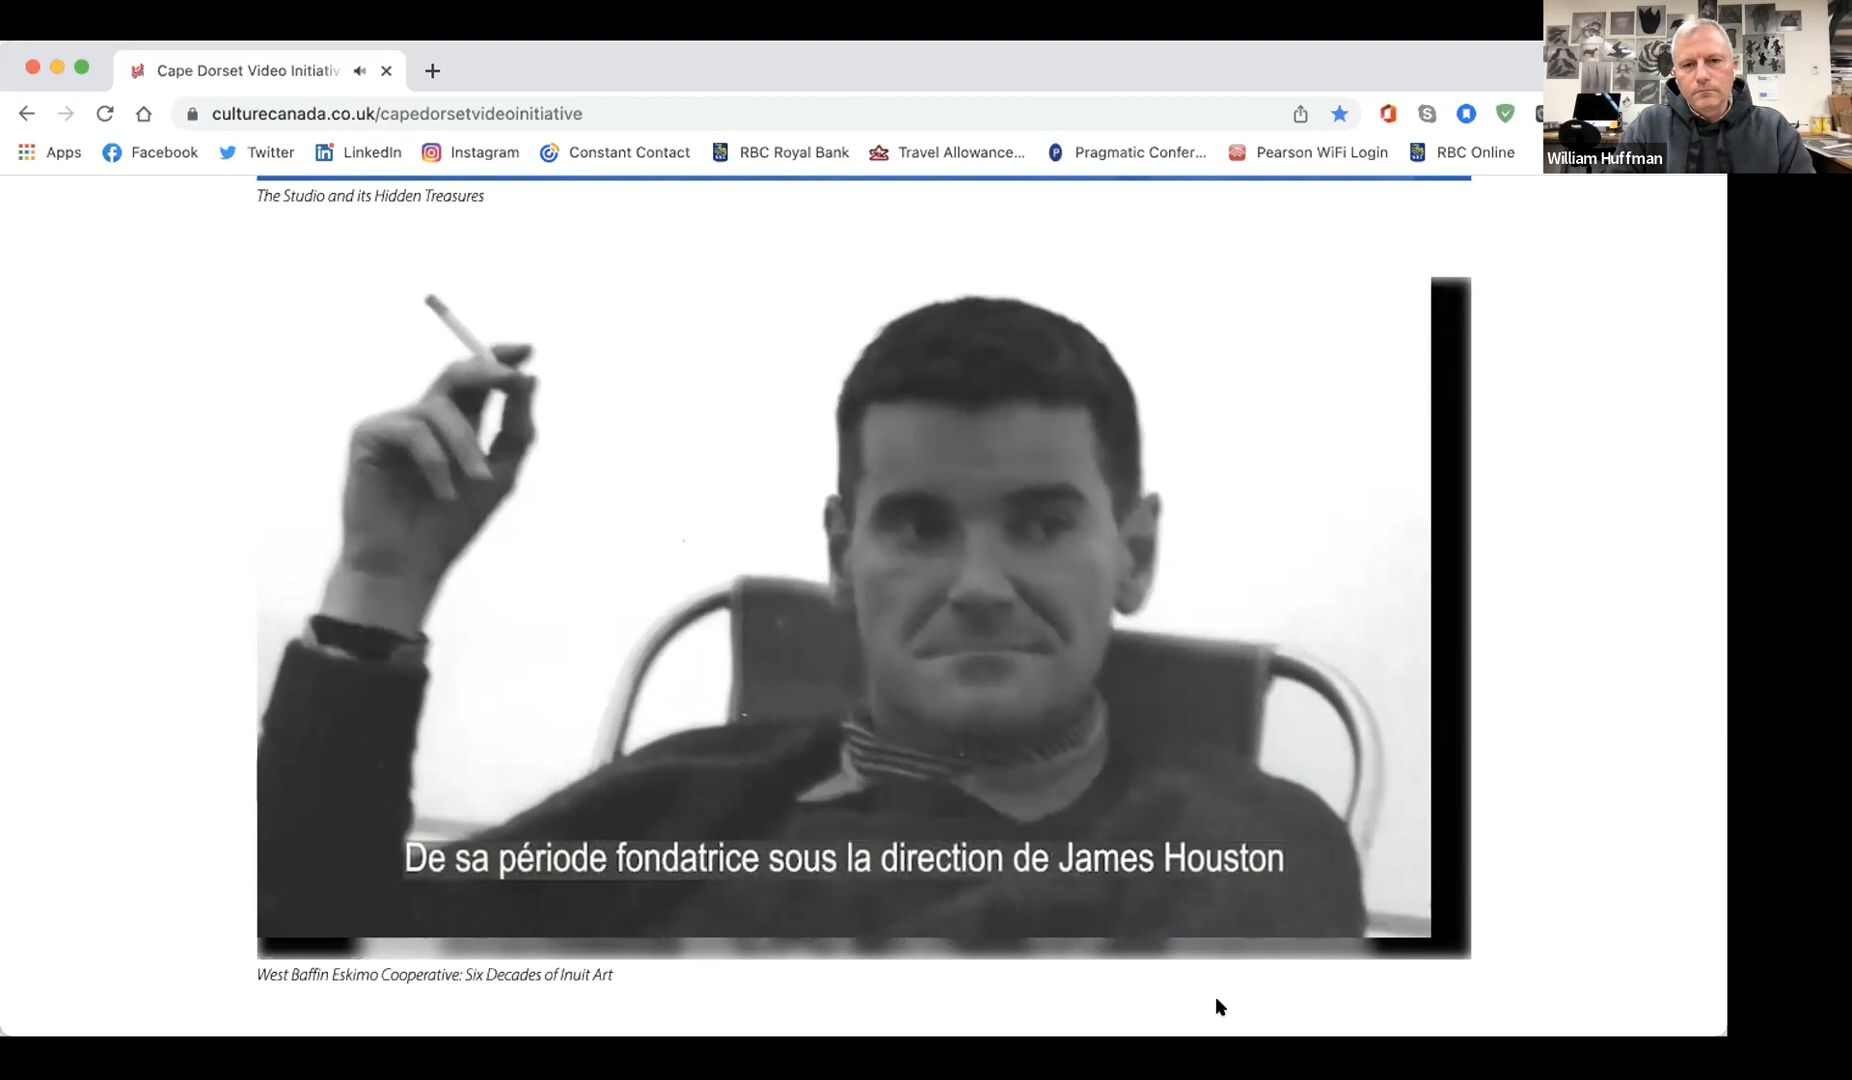 Cape Dorset Video Initiativ
culturecanada.co.uk/capedorsetvideoinitiative
Apps Facebook Twitter LinkedIn Instagram Constant Contact RBC Royal Bank Travel Allowance... Pragmatic Confer... Pearson WiFi Login RBC Online
William Huffman
The Studio and its Hidden Treasures
De sa période fondatrice sous la direction de James Houston
West Baffin Eskimo Cooperative: Six Decades of Inuit Art